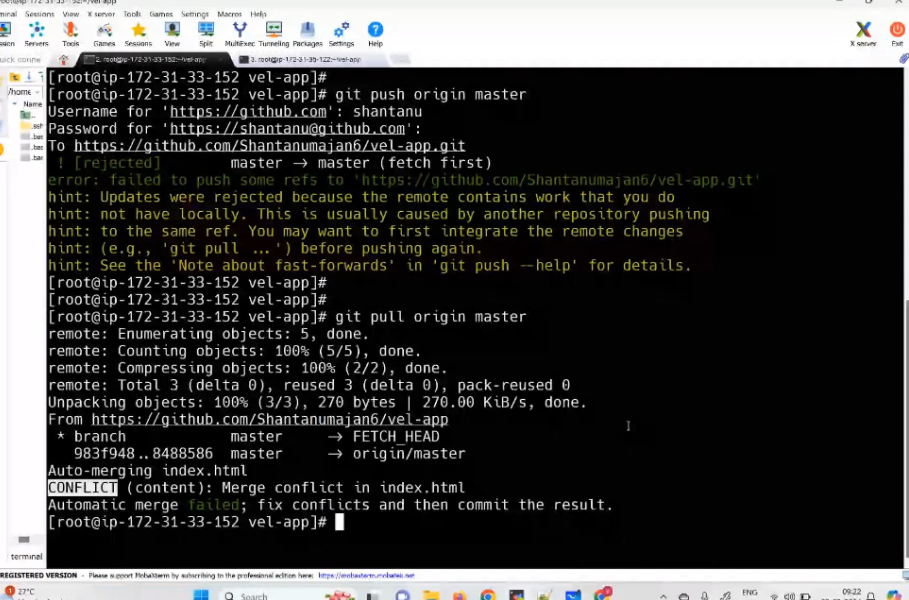 Sessions View X server Tools Games Settings Macros Help
Servers Tools Games Sessions View Split MultiExec Tunneling Packages Settings Help X server Exit
2. root@ip-172-31-33-152:~/vel-app
/home
Name
[root@ip-172-31-33-152 vel-app]#
[root@ip-172-31-33-152 vel-app]# git push origin master
Username for 'https://github.com': shantanu
Password for 'https://shantanu@github.com':
To https://github.com/Shantanumajan6/vel-app.git
! [rejected] master -> master (fetch first)
error: failed to push some refs to 'https://github.com/Shantanumajan6/vel-app.git'
hint: Updates were rejected because the remote contains work that you do
hint: not have locally. This is usually caused by another repository pushing
hint: to the same ref. You may want to first integrate the remote changes
hint: (e.g., 'git pull ...') before pushing again.
hint: See the 'Note about fast-forwards' in 'git push --help' for details.
[root@ip-172-31-33-152 vel-app]#
[root@ip-172-31-33-152 vel-app]#
[root@ip-172-31-33-152 vel-app]# git pull origin master
remote: Enumerating objects: 5, done.
remote: Counting objects: 100% (5/5), done.
remote: Compressing objects: 100% (2/2), done.
remote: Total 3 (delta 0), reused 3 (delta 0), pack-reused 0
Unpacking objects: 100% (3/3), 270 bytes | 270.00 KiB/s, done.
From https://github.com/Shantanumajan6/vel-app
* branch master -> FETCH_HEAD
983f948..8488586 master -> origin/master
Auto-merging index.html
CONFLICT (content): Merge conflict in index.html
Automatic merge failed; fix conflicts and then commit the result.
[root@ip-172-31-33-152 vel-app]#
terminal
REGISTERED VERSION - Please support MobaXterm by subscribing to the professional edition here: https://mobaxterm.mobatek.net
27°C
Search
ENG
09:22